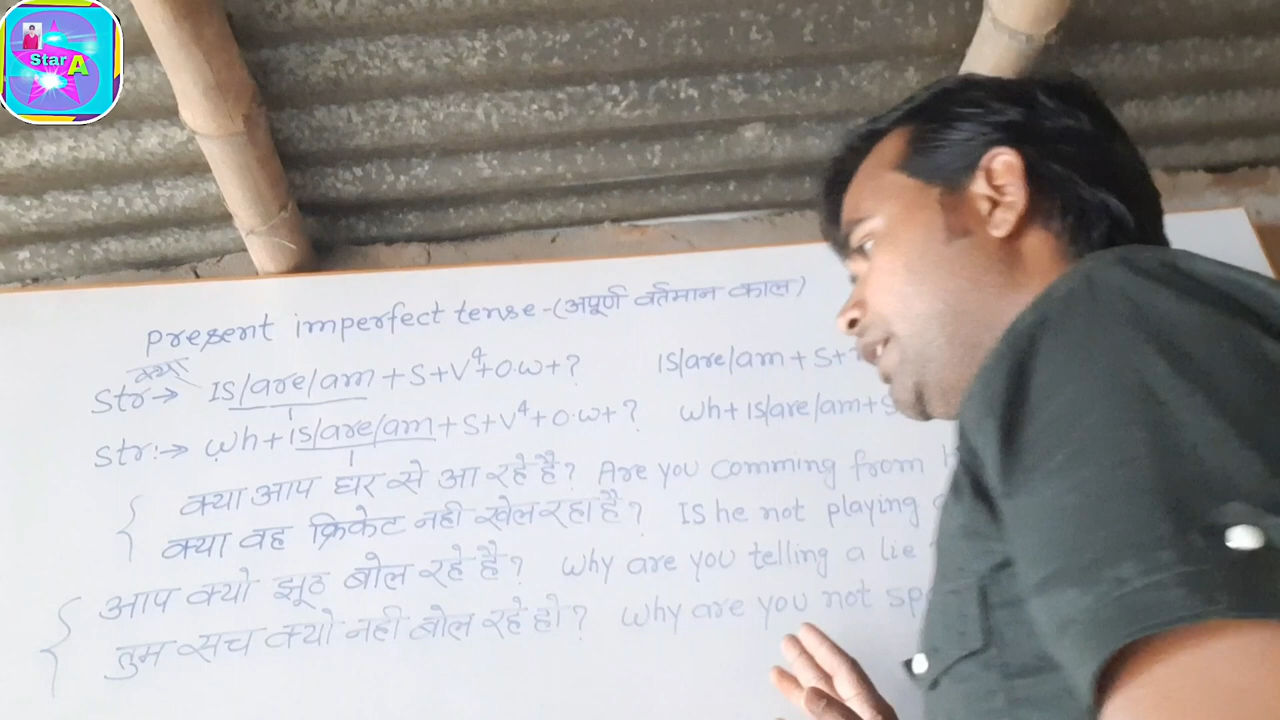 Star A
Present imperfect tense-(अपूर्ण वर्तमान काल)
क्या
Str→ IS/are/am+S+V⁴+O.w+? IS/are/am+S+
Str:→ Wh+is/are/am+S+V⁴+O.w+? Wh+is/are/am+S
क्या आप घर से आ रहे है? Are you comming from
क्या वह क्रिकेट नही खेल रहा है? IS he not playing
आप क्यो झूठ बोल रहे है? Why are you telling a lie
तुम सच क्यो नही बोल रहे हो? Why are you not sp